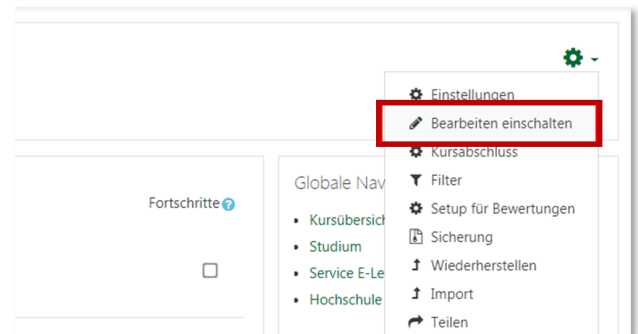 Einstellungen
Bearbeiten einschalten
Kursabschluss
Filter
Setup für Bewertungen
Sicherung
Wiederherstellen
Import
Teilen
Fortschritte
Globale Nav
Kursübersich
Studium
Service E-Le
Hochschule